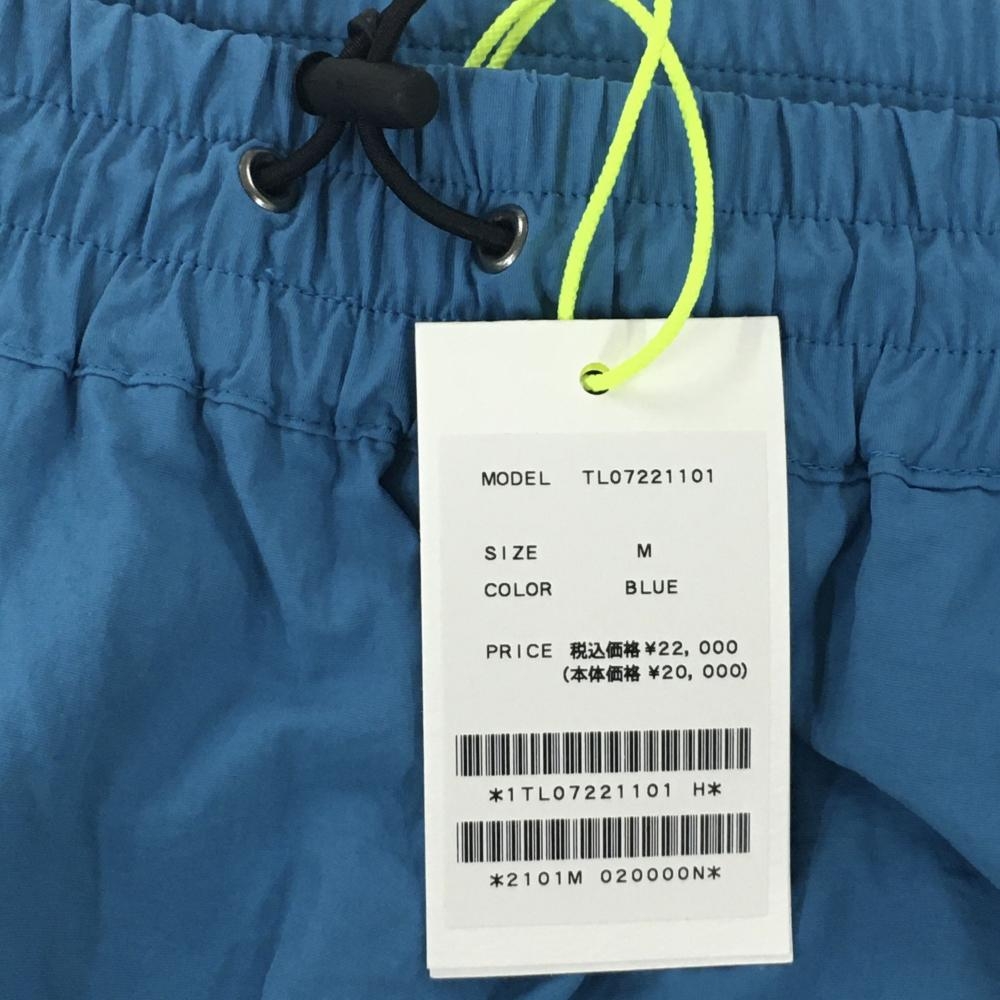 MODEL TL07221101
SIZE M
COLOR BLUE
PRICE 税込価格 ¥22,000
(本体価格 ¥20,000)
*1TL07221101 H*
*2101M 020000N*